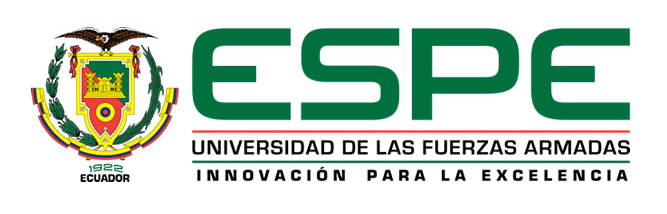 ESPE
UNIVERSIDAD DE LAS FUERZAS ARMADAS
INNOVACIÓN PARA LA EXCELENCIA
1922
ECUADOR